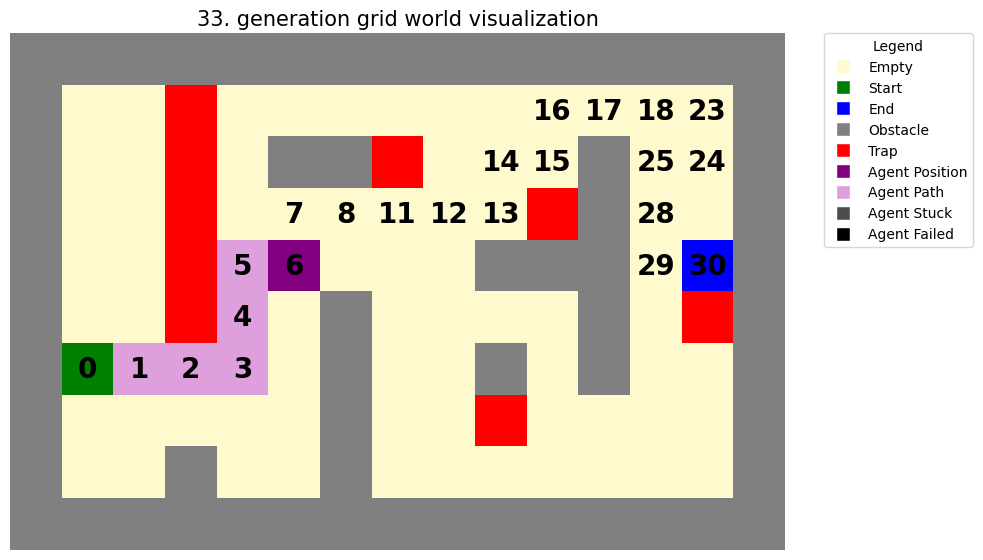 33. generation grid world visualization
16 17 18 23
14 15 25 24
7 8 11 12 13 28
5 6 29 30
4
0 1 2 3
Legend
Empty
Start
End
Obstacle
Trap
Agent Position
Agent Path
Agent Stuck
Agent Failed